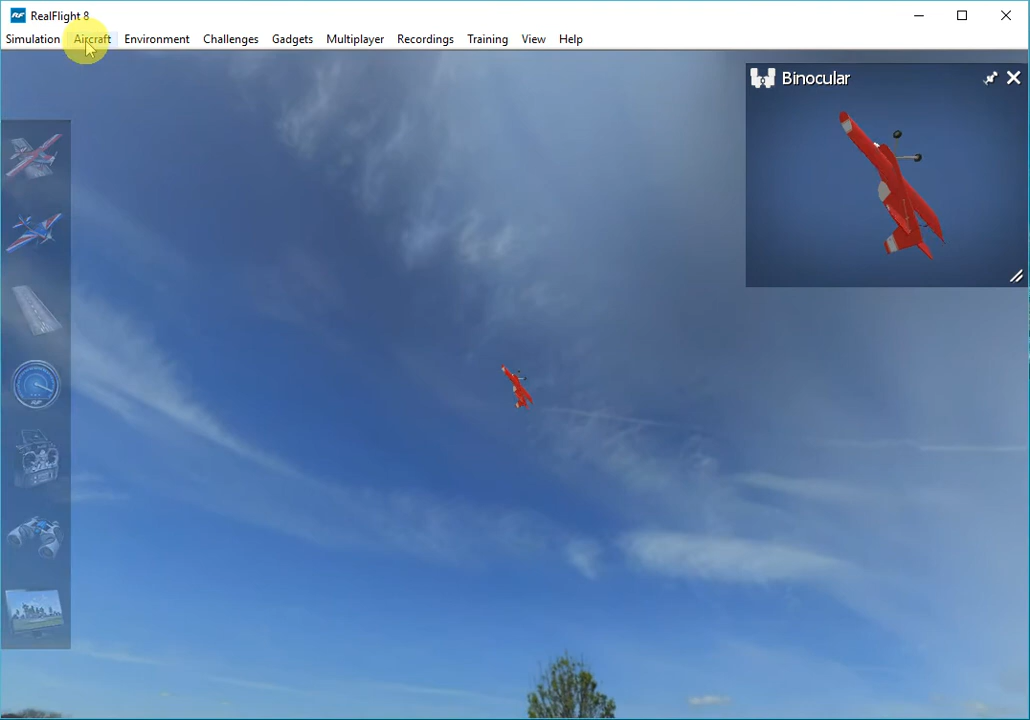 RealFlight 8
Simulation Aircraft Environment Challenges Gadgets Multiplayer Recordings Training View Help
Binocular